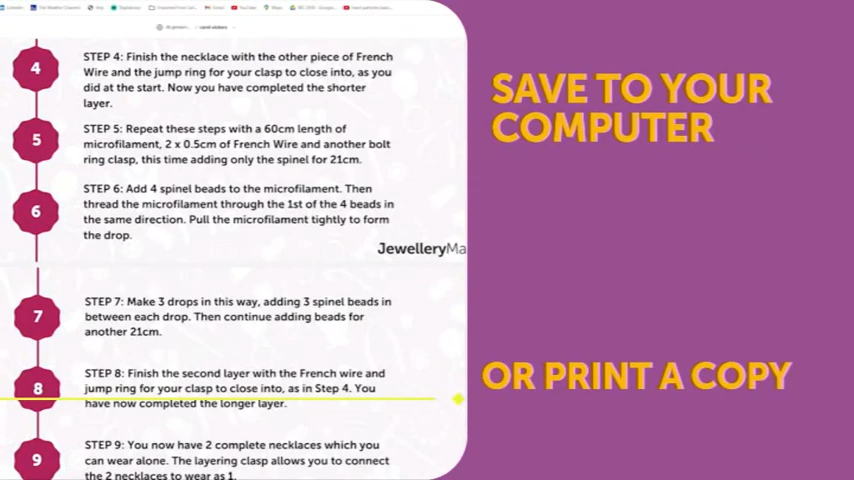 LinkedIn
The Weather Channel
Gmail
YouTube
Maps
4
STEP 4: Finish the necklace with the other piece of French
Wire and the jump ring for your clasp to close into, as you
did at the start. Now you have completed the shorter
layer.
5
STEP 5: Repeat these steps with a 60cm length of
microfilament, 2 x 0.5cm of French Wire and another bolt
ring clasp, this time adding only the spinel for 21cm.
6
STEP 6: Add 4 spinel beads to the microfilament. Then
thread the microfilament through the 1st of the 4 beads in
the same direction. Pull the microfilament tightly to form
the drop.
JewelleryMa
7
STEP 7: Make 3 drops in this way, adding 3 spinel beads in
between each drop. Then continue adding beads for
another 21cm.
8
STEP 8: Finish the second layer with the French wire and
jump ring for your clasp to close into, as in Step 4. You
have now completed the longer layer.
9
STEP 9: You now have 2 complete necklaces which you
can wear alone. The layering clasp allows you to connect
the 2 necklaces to wear as 1.
SAVE TO YOUR
COMPUTER
OR PRINT A COPY